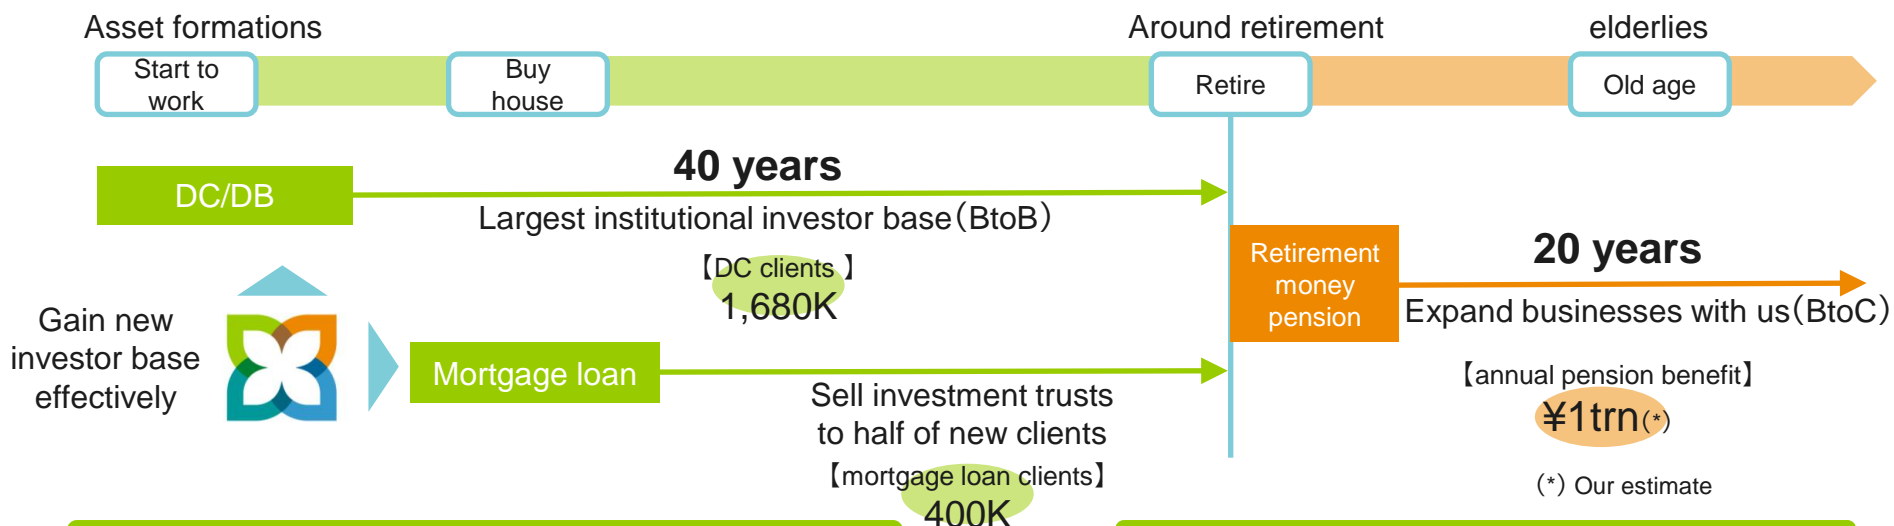 Asset formations
Around retirement
elderlies
Start to
work
Buy
house
Retire
Old age
40 years
DC/DB
Largest institutional investor base（BtoB）
【DC clients 】
1,680K
Retirement
money
pension
20 years
Expand businesses with us（BtoC）
Gain new
investor base
effectively
Mortgage loan
Sell investment trusts
to half of new clients
【mortgage loan clients】
400K
【annual pension benefit】
¥1trn（*）
（*）Our estimate